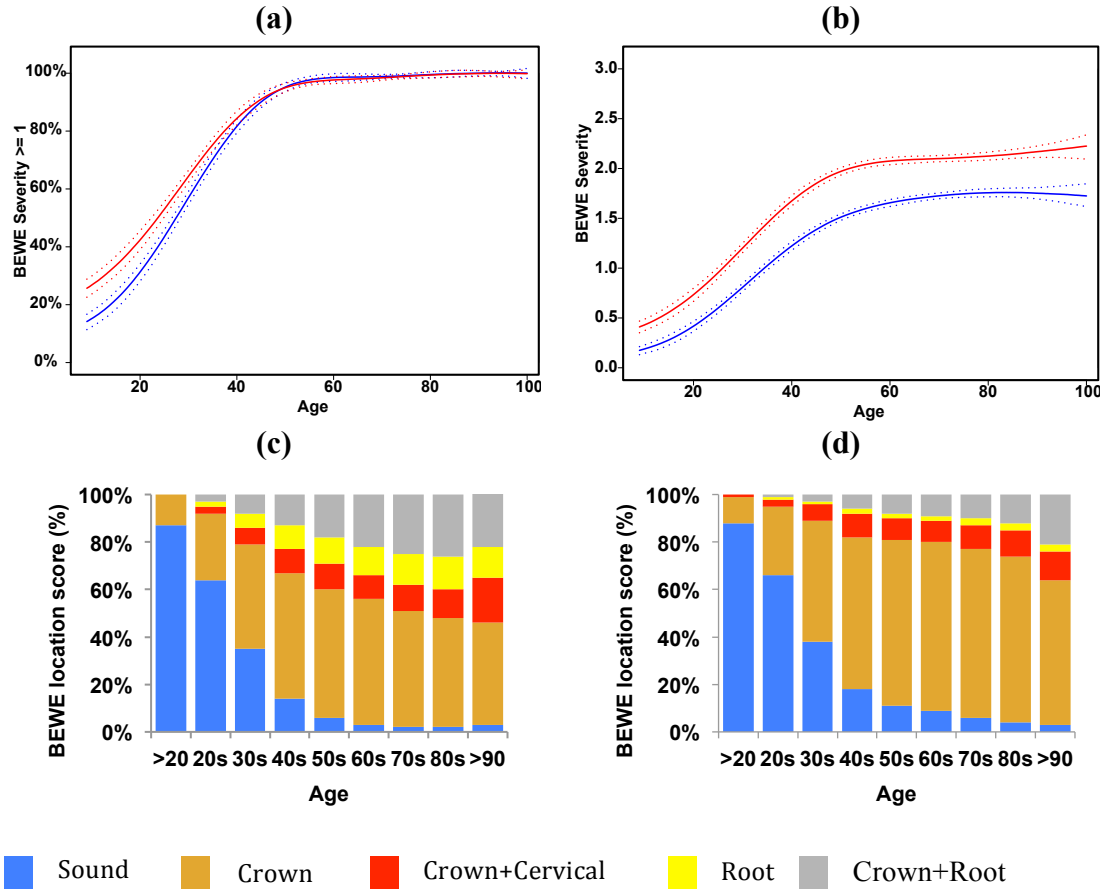 (a)
(b)
BEWE Severity >= 1
100%
80%
60%
40%
20%
0%
20 40 60 80 100
Age
BEWE Severity
3.0
2.5
2.0
1.5
1.0
0.5
0.0
20 40 60 80 100
Age
(c)
(d)
BEWE location score (%)
100%
80%
60%
40%
20%
0%
>20 20s 30s 40s 50s 60s 70s 80s >90
Age
BEWE location score (%)
100%
80%
60%
40%
20%
0%
>20 20s 30s 40s 50s 60s 70s 80s >90
Age
Sound Crown Crown+Cervical Root Crown+Root